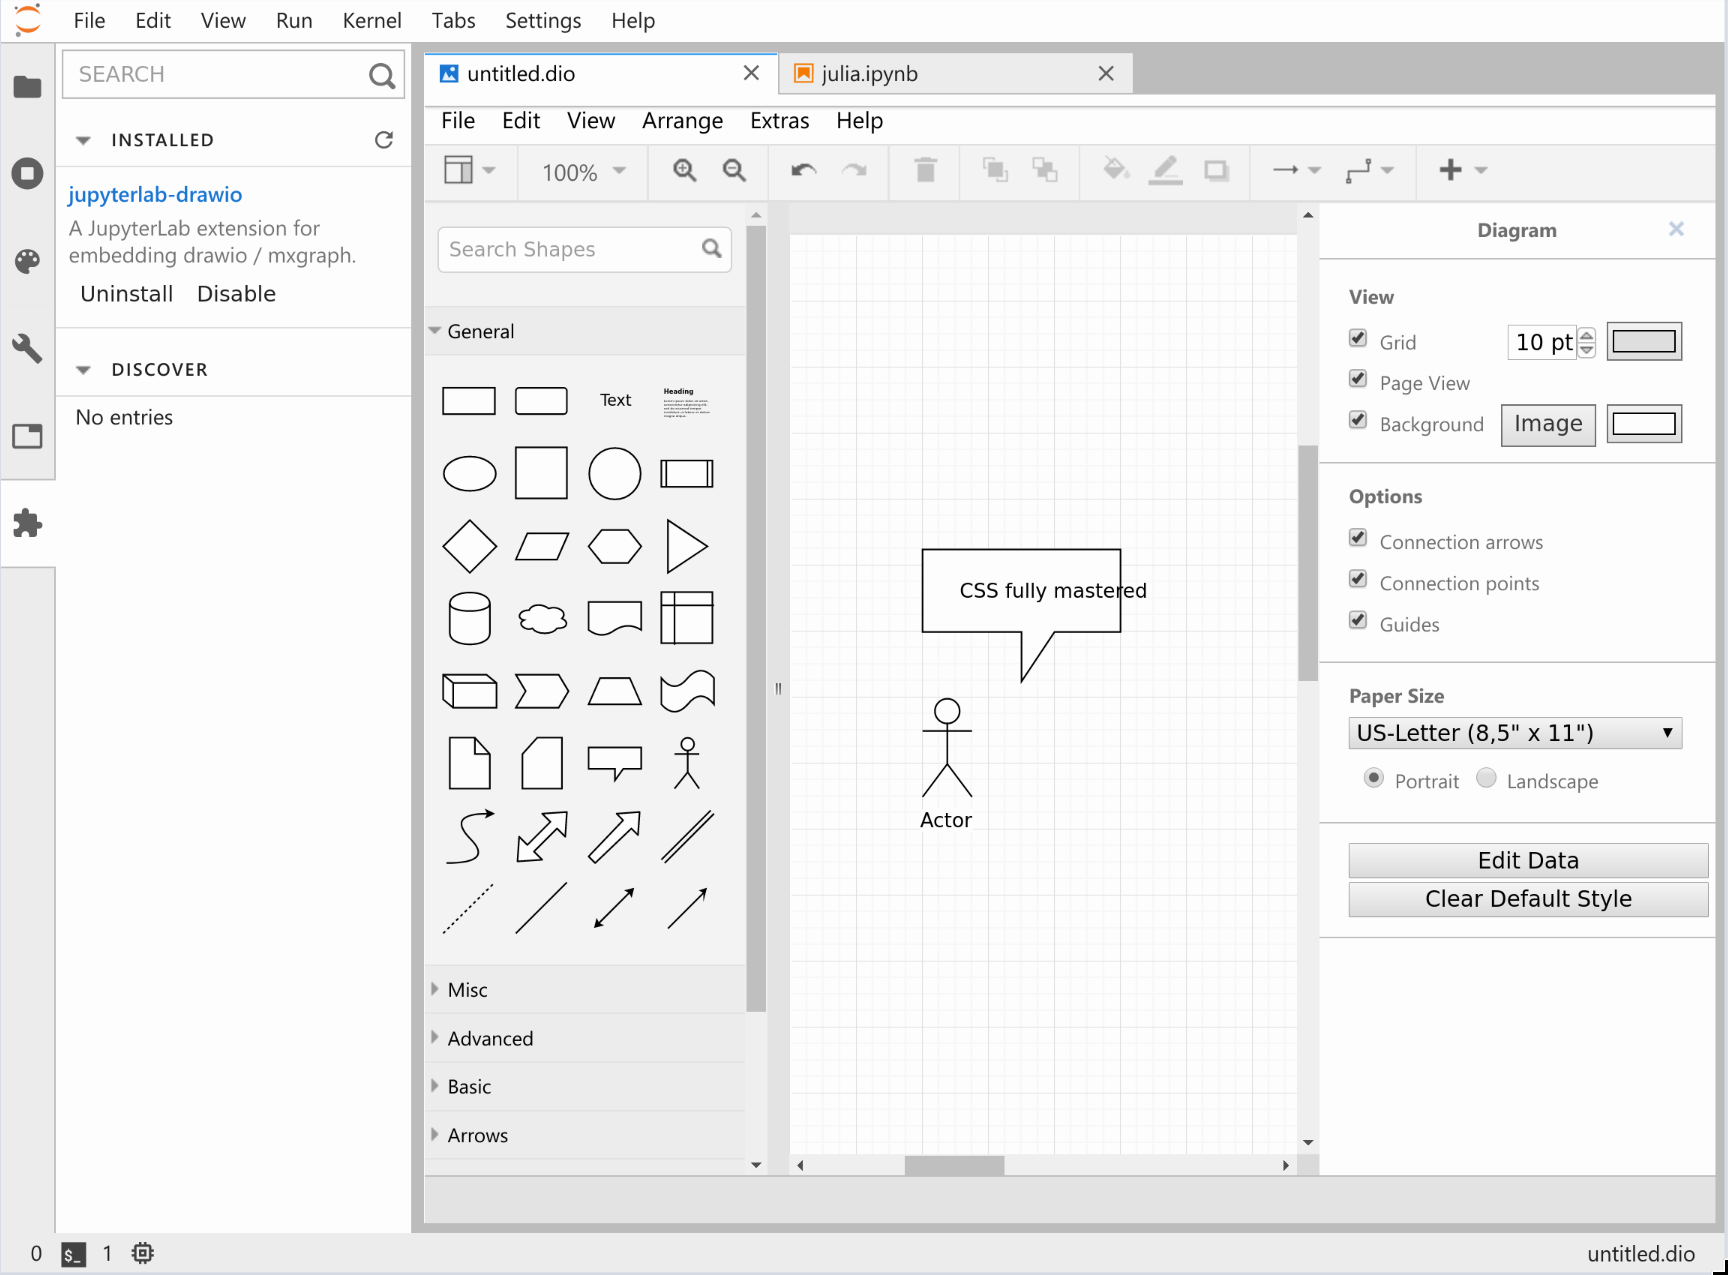 File Edit View Run Kernel Tabs Settings Help
SEARCH
INSTALLED
jupyterlab-drawio
A JupyterLab extension for
embedding drawio / mxgraph.
Uninstall Disable
DISCOVER
No entries
untitled.dio
julia.ipynb
File Edit View Arrange Extras Help
100%
Search Shapes
General
Text
Heading
Misc
Advanced
Basic
Arrows
CSS fully mastered
Actor
Diagram
View
Grid 10 pt
Page View
Background Image
Options
Connection arrows
Connection points
Guides
Paper Size
US-Letter (8,5" x 11")
Portrait Landscape
Edit Data
Clear Default Style
0 $_ 1
untitled.dio